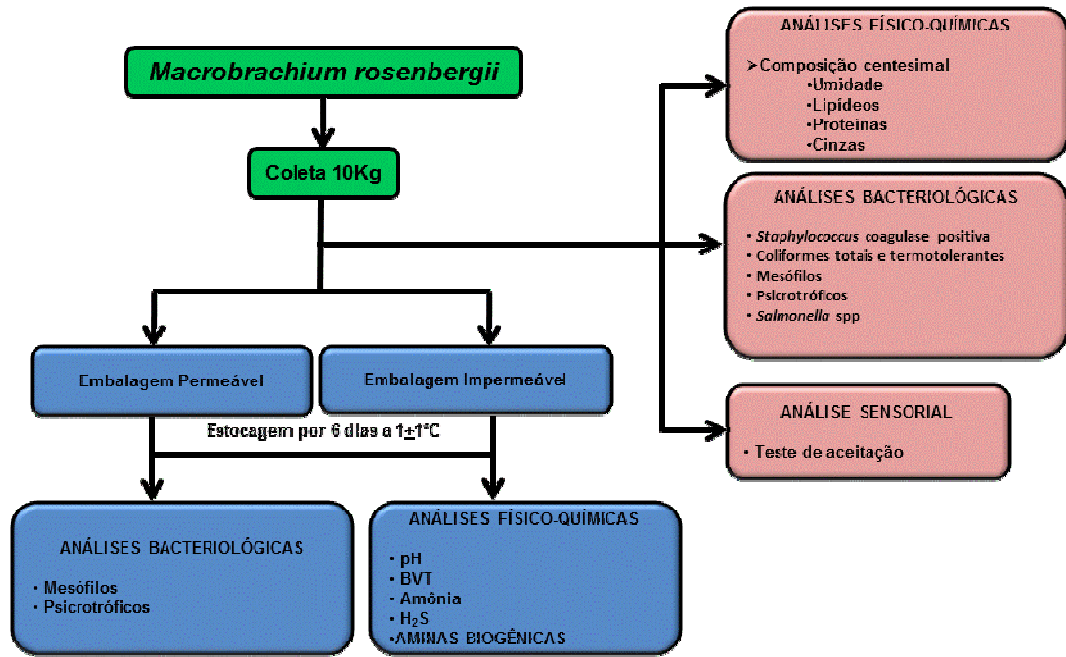 Macrobrachium rosenbergii
Coleta 10Kg
Embalagem Permeável
Embalagem Impermeável
Estocagem por 6 dias a 1±1°C
ANÁLISES BACTERIOLÓGICAS
• Mesófilos
• Psicrotróficos
ANÁLISES FÍSICO-QUÍMICAS
• pH
• BVT
- Amônia
• H₂S
•AMINAS BIOGÊNICAS
ANÁLISES FÍSICO-QUÍMICAS
➤Composição centesimal
•Umidade
•Lipídeos
•Proteínas
•Cinzas
ANÁLISES BACTERIOLÓGICAS
• Staphylococcus coagulase positiva
• Coliformes totais e termotolerantes
• Mesófilos
• Psicrotróficos
• Salmonella spp
ANÁLISE SENSORIAL
• Teste de aceitação